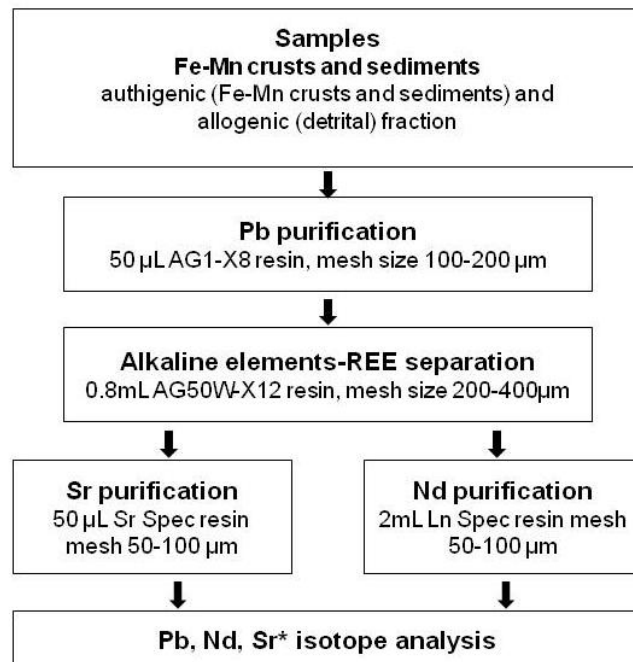 Samples
Fe-Mn crusts and sediments
authigenic (Fe-Mn crusts and sediments) and
allogenic (detrital) fraction
Pb purification
50 µL AG1-X8 resin, mesh size 100-200 µm
Alkaline elements-REE separation
0.8mL AG50W-X12 resin, mesh size 200-400µm
Sr purification
50 µL Sr Spec resin
mesh 50-100 µm
Nd purification
2mL Ln Spec resin mesh
50-100 µm
Pb, Nd, Sr* isotope analysis